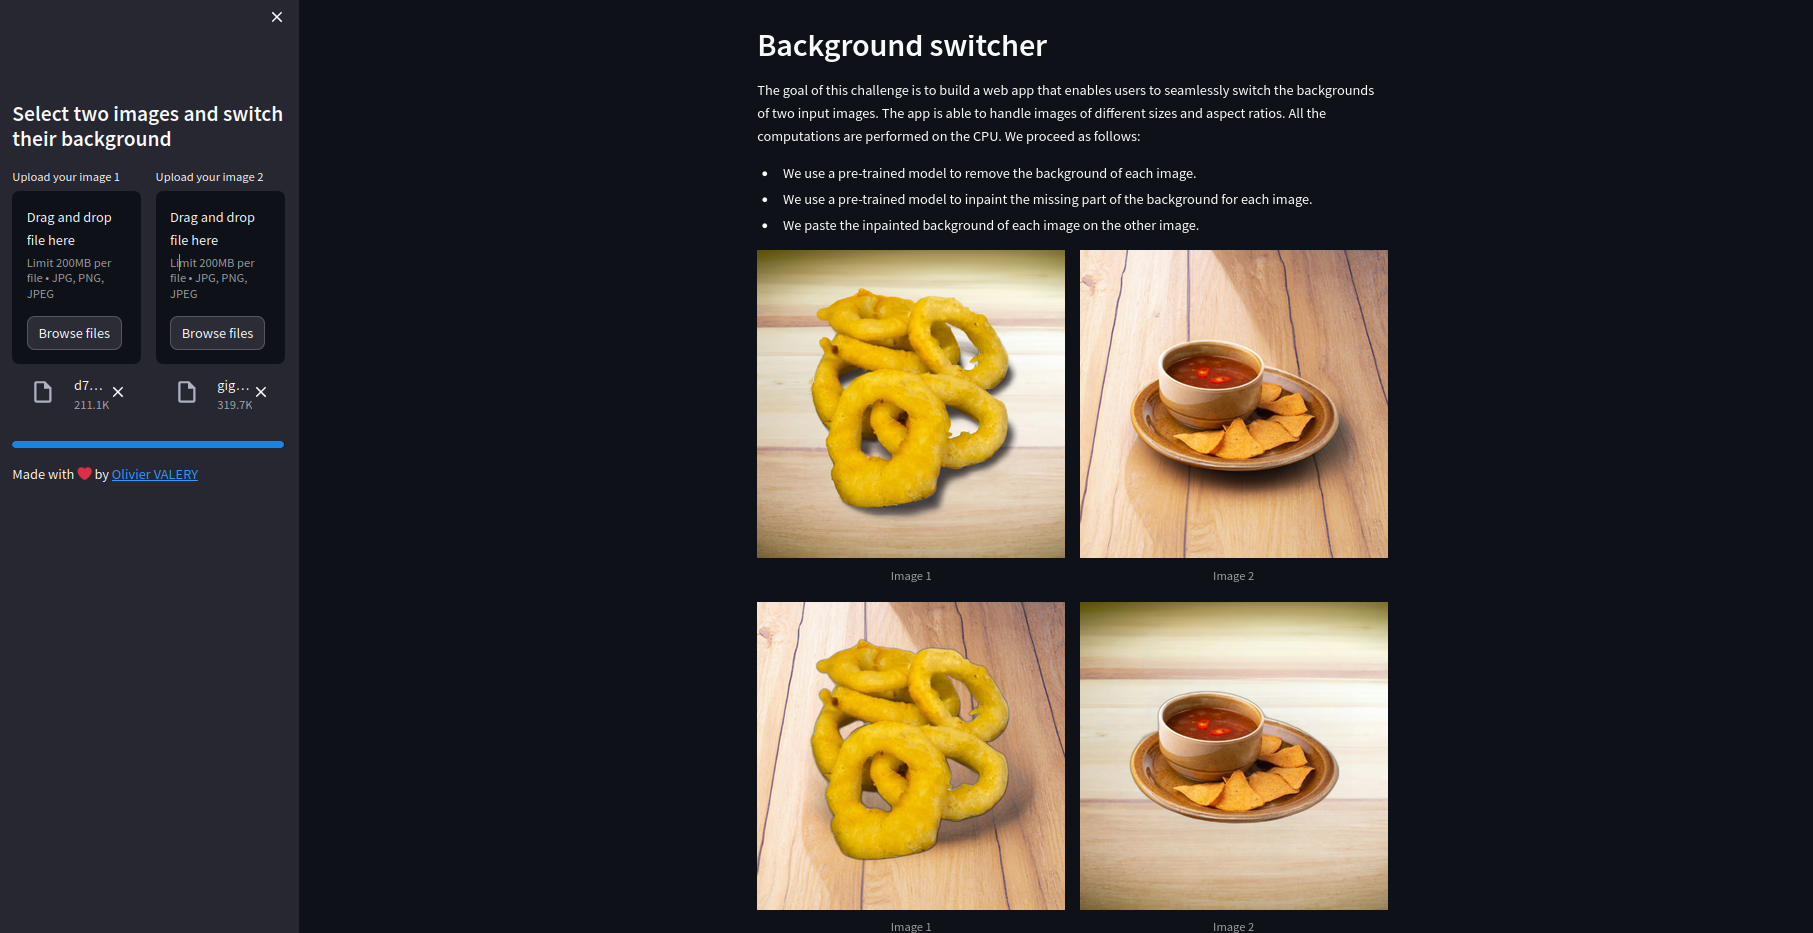 Select two images and switch
their background
Upload your image 1
Upload your image 2
Drag and drop
file here
Limit 200MB per
file • JPG, PNG,
JPEG
Browse files
Drag and drop
file here
Limit 200MB per
file • JPG, PNG,
JPEG
Browse files
d7...
211.1K
gig...
319.7K
Made with ❤️ by Olivier VALERY
Background switcher
The goal of this challenge is to build a web app that enables users to seamlessly switch the backgrounds
of two input images. The app is able to handle images of different sizes and aspect ratios. All the
computations are performed on the CPU. We proceed as follows:
• We use a pre-trained model to remove the background of each image.
• We use a pre-trained model to inpaint the missing part of the background for each image.
• We paste the inpainted background of each image on the other image.
Image 1
Image 2
Image 1
Image 2